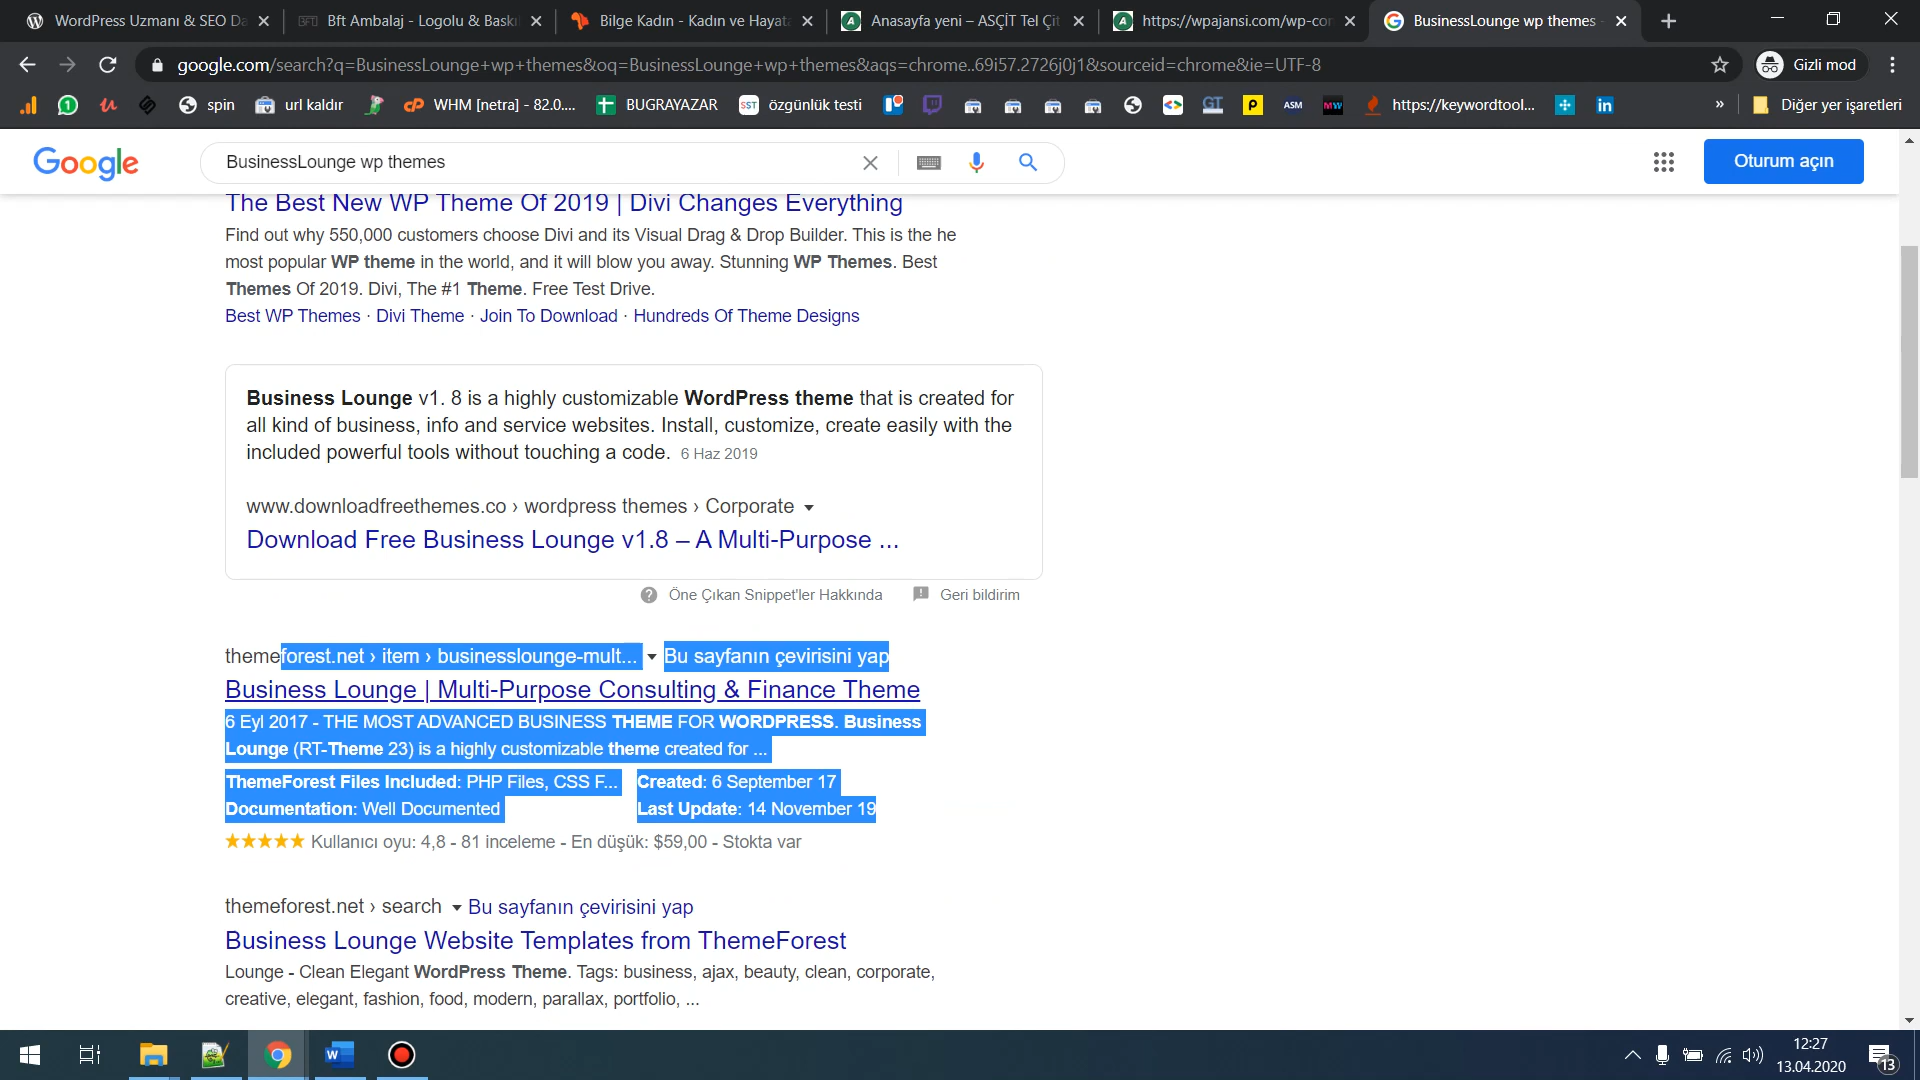 WordPress Uzmanı & SEO Da
Bft Ambalaj - Logolu & Bask
Bilge Kadın - Kadın ve Hayata
Anasayfa yeni – ASÇİT Tel Çit
https://wpajansi.com/wp-cor
BusinessLounge wp themes -
google.com/search?q=BusinessLounge+wp+themes&oq=BusinessLounge+wp+themes&aqs=chrome..69i57.2726j0j1&sourceid=chrome&ie=UTF-8
Gizli mod
spin
url kaldır
WHM [netra] - 82.0....
BUGRAYAZAR
SST
özgünlük testi
GT
ASM
MW
https://keywordtool...
in
»
Diğer yer işaretleri
Google
BusinessLounge wp themes
Oturum açın
The Best New WP Theme Of 2019 | Divi Changes Everything
Find out why 550,000 customers choose Divi and its Visual Drag & Drop Builder. This is the he
most popular WP theme in the world, and it will blow you away. Stunning WP Themes. Best
Themes Of 2019. Divi, The #1 Theme. Free Test Drive.
Best WP Themes · Divi Theme · Join To Download · Hundreds Of Theme Designs
Business Lounge v1. 8 is a highly customizable WordPress theme that is created for
all kind of business, info and service websites. Install, customize, create easily with the
included powerful tools without touching a code. 6 Haz 2019
www.downloadfreethemes.co › wordpress themes › Corporate
Download Free Business Lounge v1.8 – A Multi-Purpose ...
Öne Çıkan Snippet'ler Hakkında
Geri bildirim
themeforest.net › item › businesslounge-mult... Bu sayfanın çevirisini yap
Business Lounge | Multi-Purpose Consulting & Finance Theme
6 Eyl 2017 - THE MOST ADVANCED BUSINESS THEME FOR WORDPRESS. Business
Lounge (RT-Theme 23) is a highly customizable theme created for ...
ThemeForest Files Included: PHP Files, CSS F... Created: 6 September 17
Documentation: Well Documented Last Update: 14 November 19
Kullanıcı oyu: 4,8 - 81 inceleme - En düşük: $59,00 - Stokta var
themeforest.net › search Bu sayfanın çevirisini yap
Business Lounge Website Templates from ThemeForest
Lounge - Clean Elegant WordPress Theme. Tags: business, ajax, beauty, clean, corporate,
creative, elegant, fashion, food, modern, parallax, portfolio, ...
12:27
13.04.2020
13